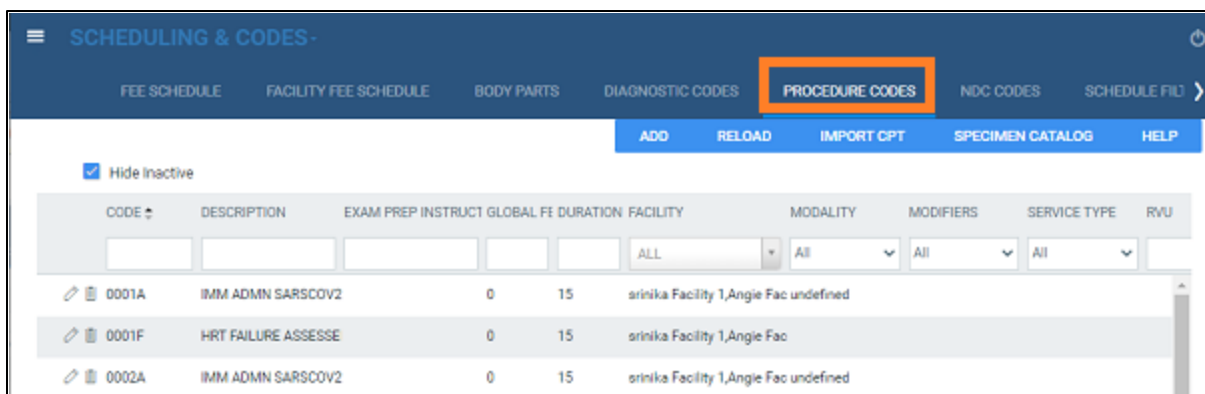 SCHEDULING & CODES-
FEE SCHEDULE FACILITY FEE SCHEDULE BODY PARTS DIAGNOSTIC CODES PROCEDURE CODES NDC CODES SCHEDULE FILT
ADD RELOAD IMPORT CPT SPECIMEN CATALOG HELP
Hide Inactive
CODE DESCRIPTION EXAM PREP INSTRUCT GLOBAL FE DURATION FACILITY MODALITY MODIFIERS SERVICE TYPE RVU
ALL All All All
0001A IMM ADMN SARSCOV2 0 15 srinika Facility 1,Angie Fac undefined
0001F HRT FAILURE ASSESSE 0 15 srinika Facility 1,Angie Fac
0002A IMM ADMN SARSCOV2 0 15 srinika Facility 1,Angie Fac undefined